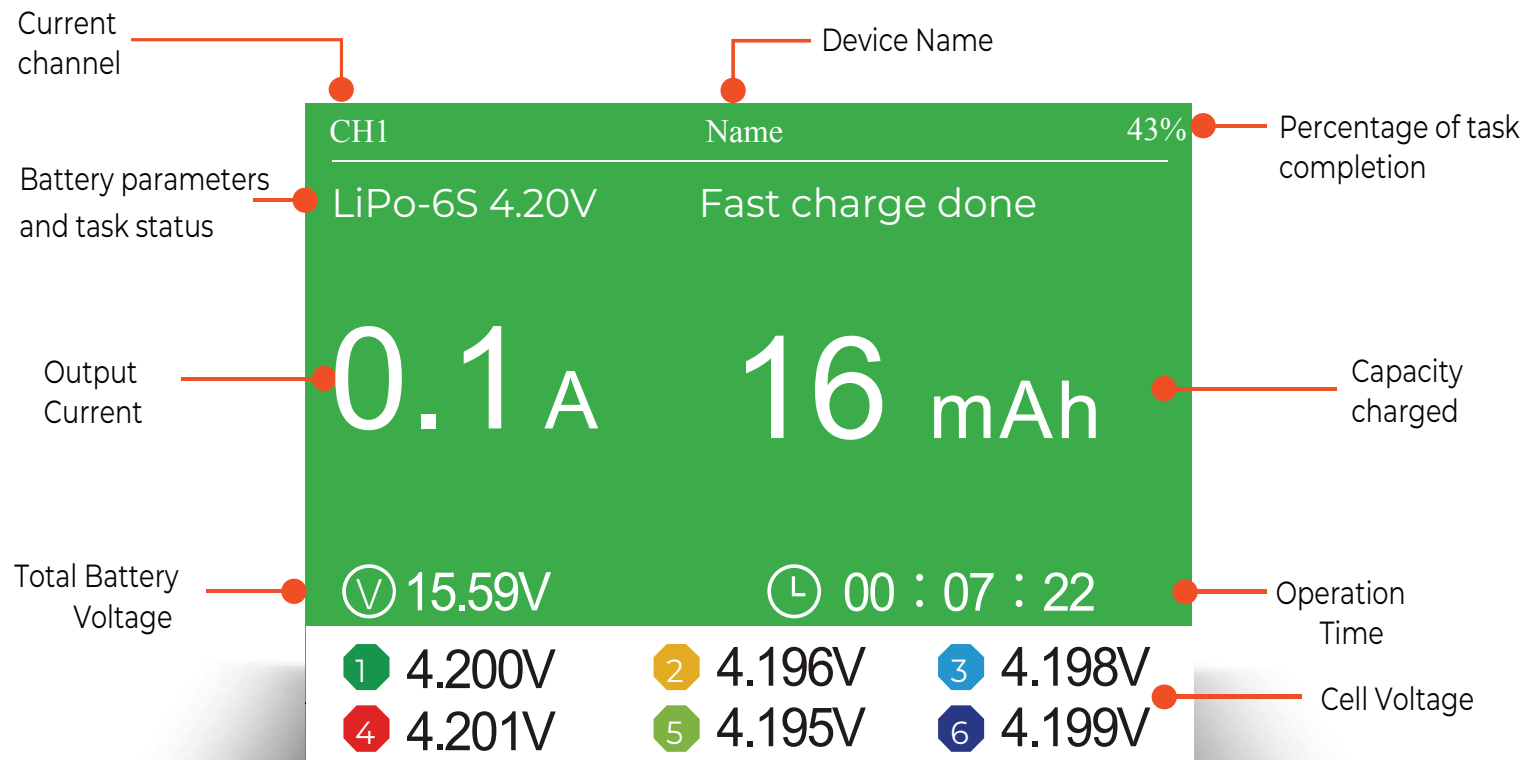 Current
channel
Device Name
CH1
Name
43%
Percentage of task
completion
Battery parameters
and task status
LiPo-6S 4.20V
Fast charge done
Output
Current
0.1 A
16 mAh
Capacity
charged
Total Battery
Voltage
V 15.59V
00 : 07 : 22
Operation
Time
1 4.200V
2 4.196V
3 4.198V
4 4.201V
5 4.195V
6 4.199V
Cell Voltage